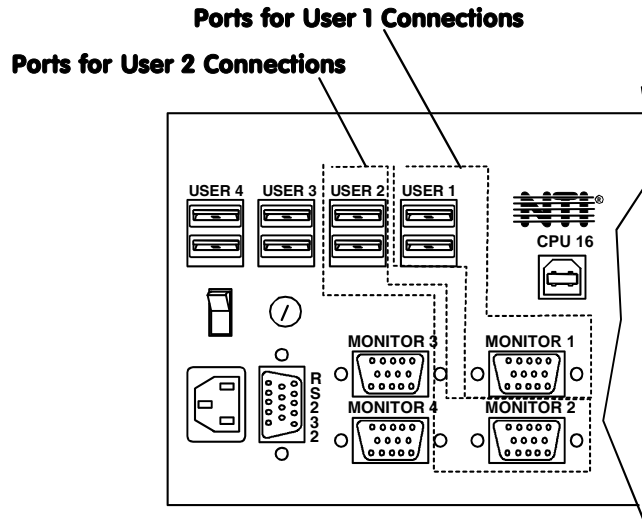 Ports for User 1 Connections
Ports for User 2 Connections
USER 4 USER 3 USER 2 USER 1
NTI®
CPU 16
MONITOR 3 MONITOR 1
RS232
MONITOR 4 MONITOR 2